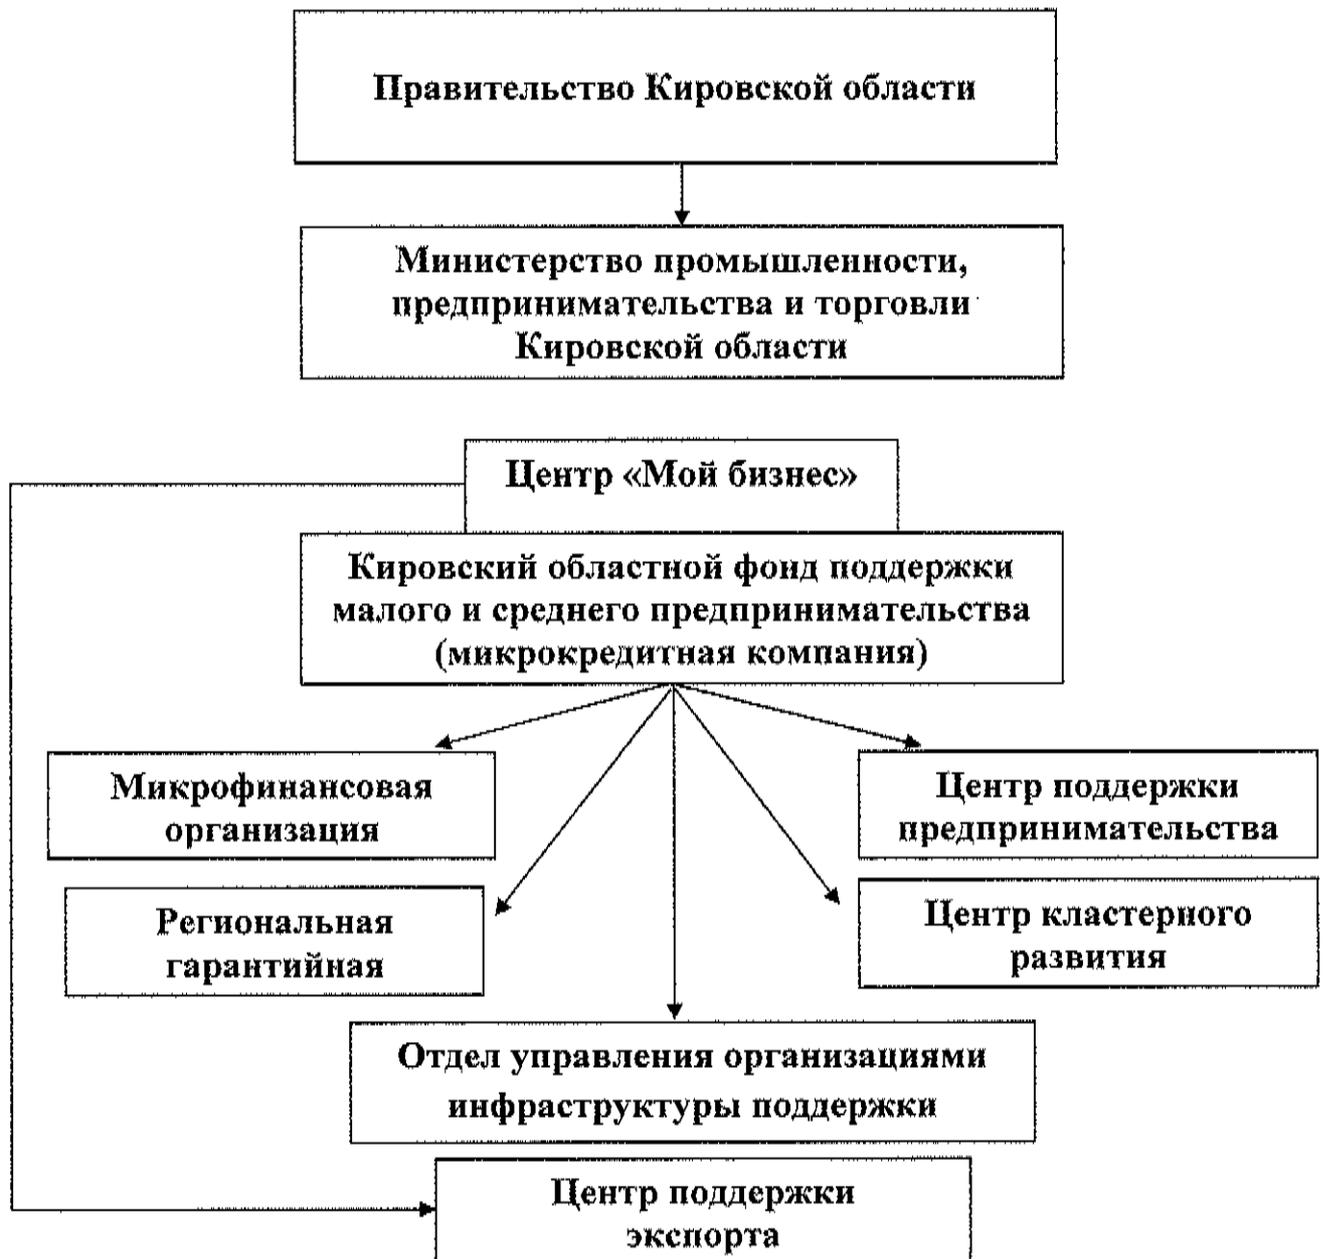 Правительство Кировской области
Министерство промышленности,
предпринимательства и торговли
Кировской области
Центр «Мой бизнес»
Кировский областной фонд поддержки
малого и среднего предпринимательства
(микрокредитная компания)
Микрофинансовая
организация
Центр поддержки
предпринимательства
Региональная
гарантийная
Центр кластерного
развития
Отдел управления организациями
инфраструктуры поддержки
Центр поддержки
экспорта